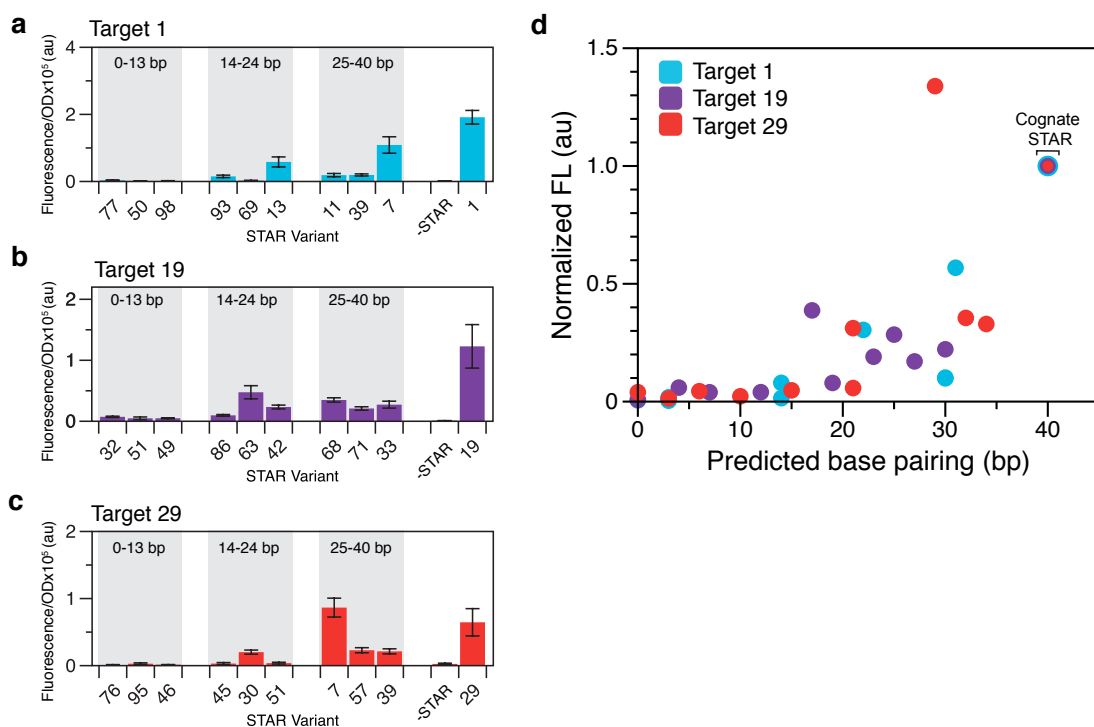 a
Target 1
Fluorescence/ODx10⁵ (au)
4
2
0
0-13 bp
14-24 bp
25-40 bp
77 50 98 93 69 13 11 39 7 -STAR 1
STAR Variant
b
Target 19
Fluorescence/ODx10⁵ (au)
2
1
0
0-13 bp
14-24 bp
25-40 bp
32 51 49 86 63 42 68 71 33 -STAR 19
STAR Variant
c
Target 29
Fluorescence/ODx10⁵ (au)
2
1
0
0-13 bp
14-24 bp
25-40 bp
76 95 46 45 30 51 7 57 39 -STAR 29
STAR Variant
d
Normalized FL (au)
1.5
1.0
0.5
0
Target 1
Target 19
Target 29
Cognate
STAR
0 10 20 30 40
Predicted base pairing (bp)